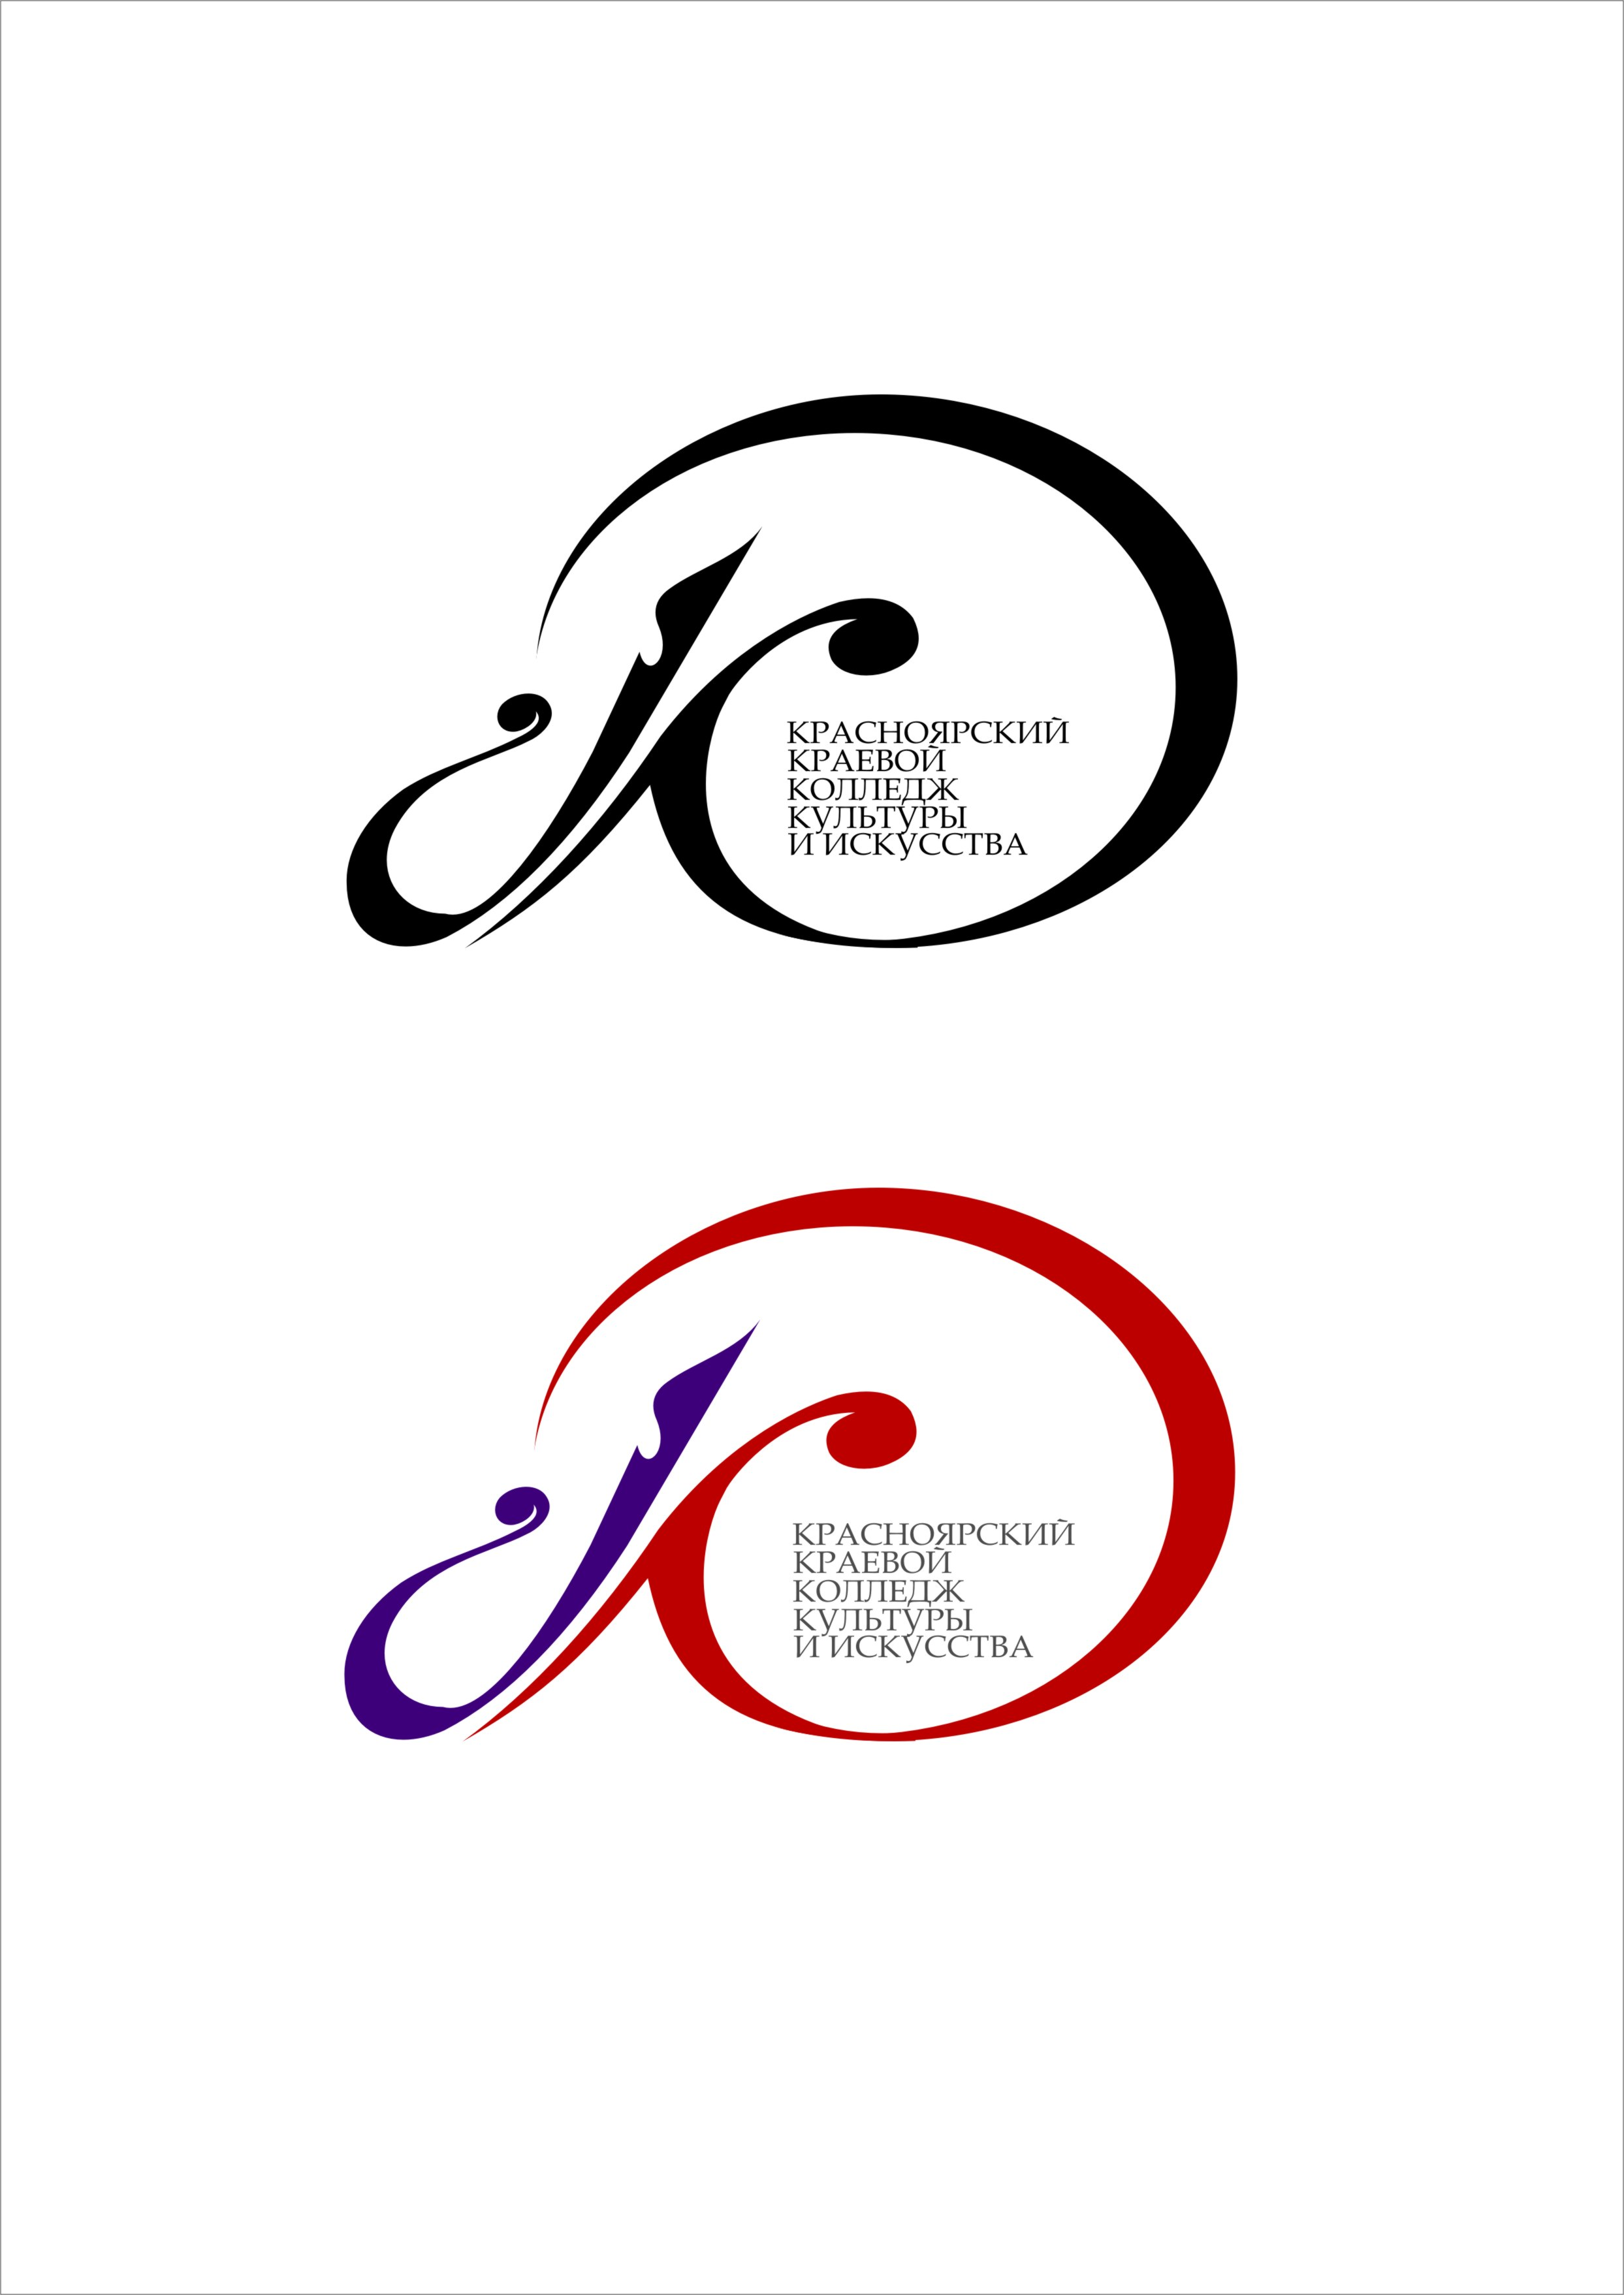 КРАСНОЯРСКИЙ
КРАЕВОЙ
КОЛЛЕДЖ
КУЛЬТУРЫ
И ИСКУССТВА
КРАСНОЯРСКИЙ
КРАЕВОЙ
КОЛЛЕДЖ
КУЛЬТУРЫ
И ИСКУССТВА